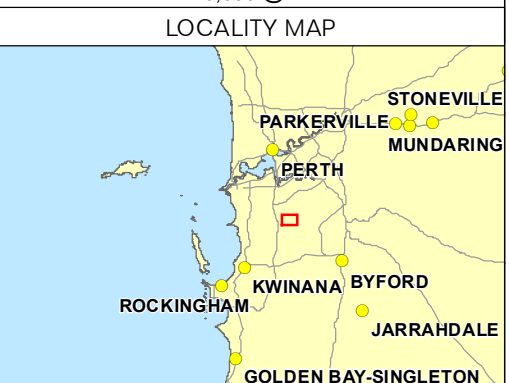 LOCALITY MAP
STONEVILLE
PARKERVILLE
MUNDARING
PERTH
KWINANA
BYFORD
ROCKINGHAM
JARRAHDALE
GOLDEN BAY-SINGLETON